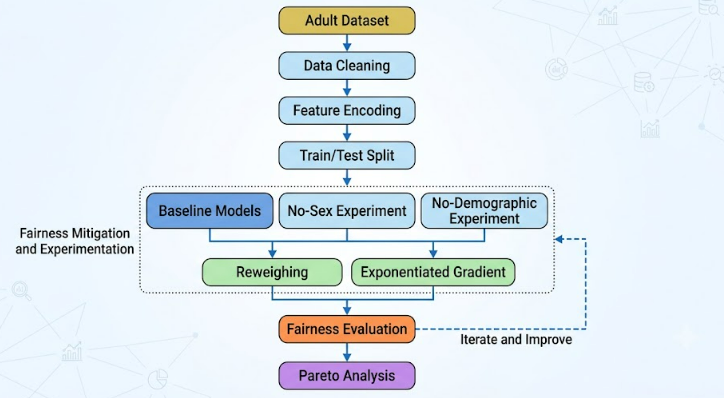 Adult Dataset
Data Cleaning
Feature Encoding
Train/Test Split
Baseline Models
No-Sex Experiment
No-Demographic
Experiment
Fairness Mitigation
and Experimentation
Reweighing
Exponentiated Gradient
Fairness Evaluation
Iterate and Improve
Pareto Analysis